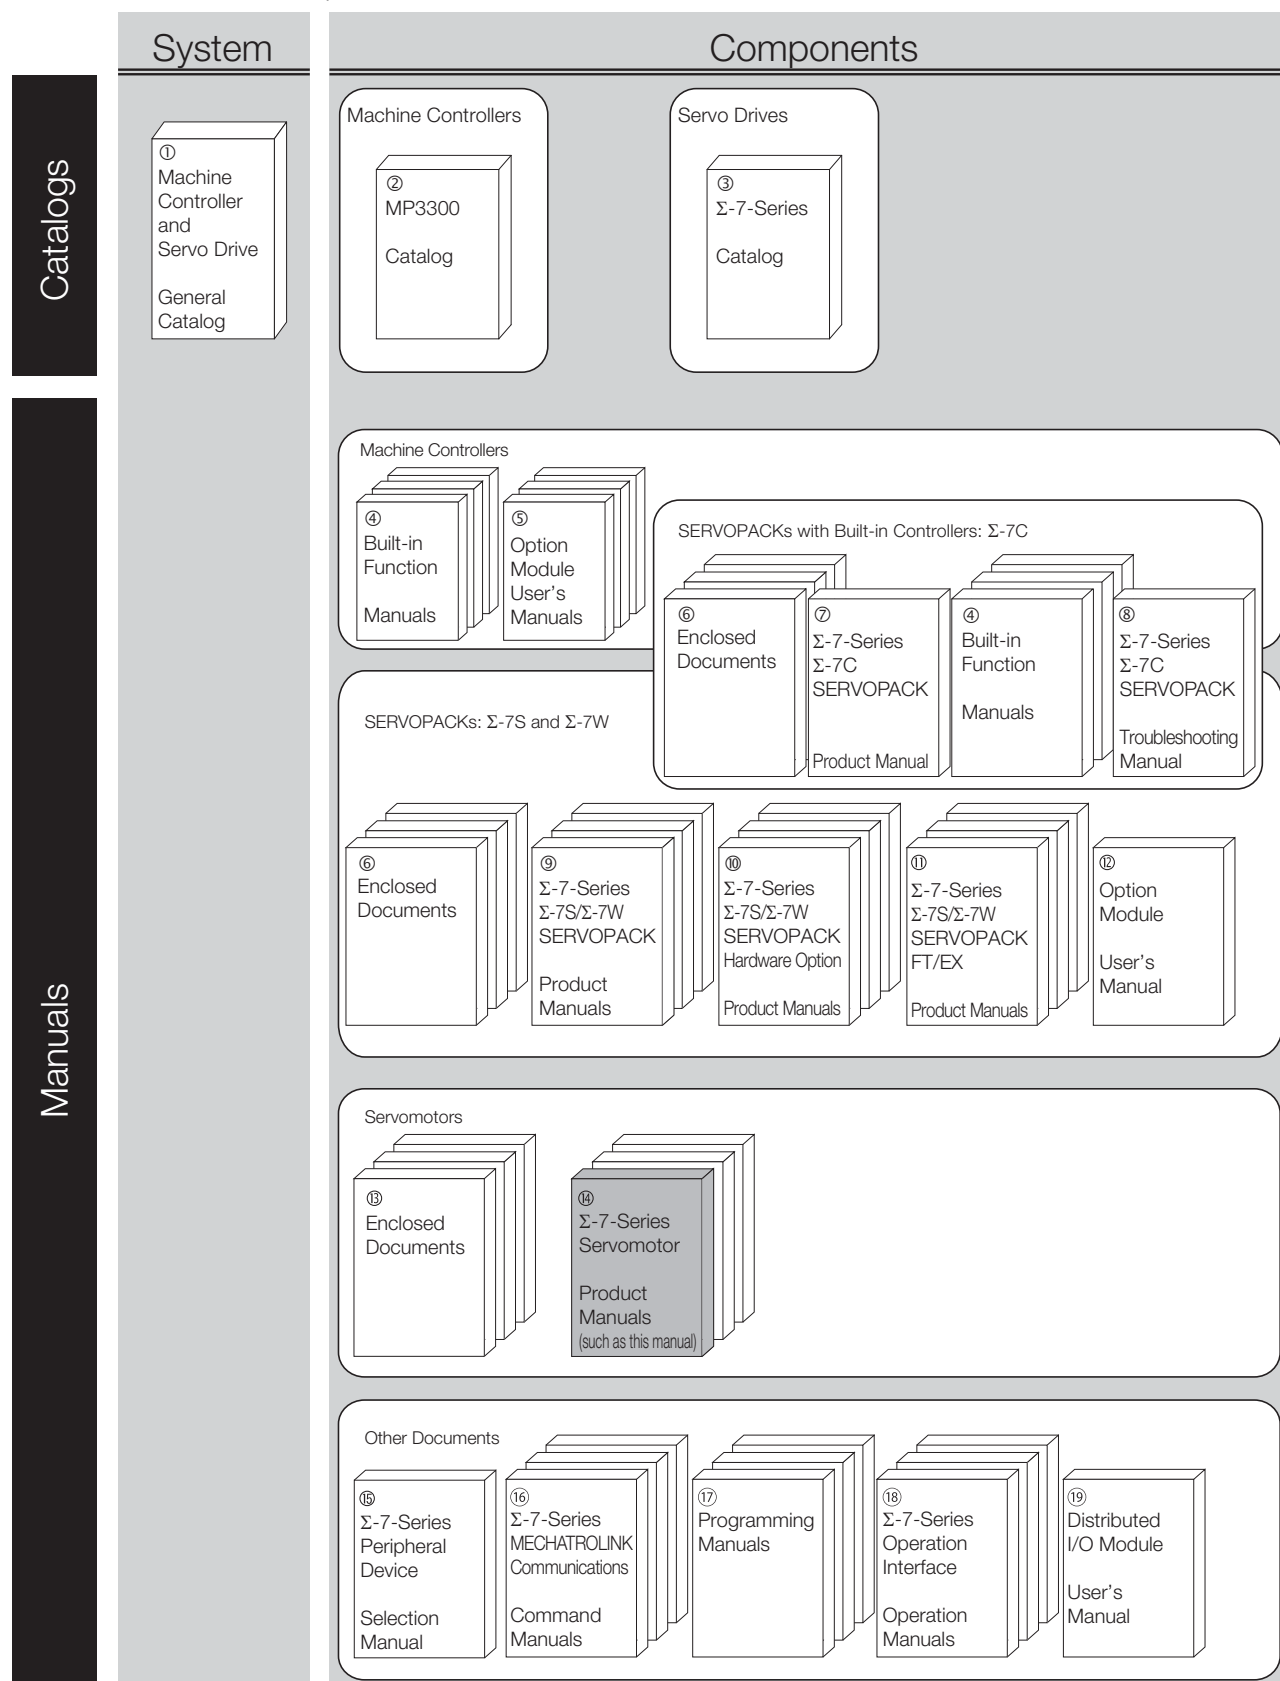 System
Components
Catalogs
①
Machine
Controller
and
Servo Drive
General
Catalog
Machine Controllers
②
MP3300
Catalog
Servo Drives
③
Σ-7-Series
Catalog
Manuals
Machine Controllers
④
Built-in
Function
Manuals
⑤
Option
Module
User's
Manuals
SERVOPACKs with Built-in Controllers: Σ-7C
⑥
Enclosed
Documents
⑦
Σ-7-Series
Σ-7C
SERVOPACK
Product Manual
④
Built-in
Function
Manuals
⑧
Σ-7-Series
Σ-7C
SERVOPACK
Troubleshooting
Manual
SERVOPACKs: Σ-7S and Σ-7W
⑥
Enclosed
Documents
⑨
Σ-7-Series
Σ-7S/Σ-7W
SERVOPACK
Product
Manuals
⑩
Σ-7-Series
Σ-7S/Σ-7W
SERVOPACK
Hardware Option
Product Manuals
⑪
Σ-7-Series
Σ-7S/Σ-7W
SERVOPACK
FT/EX
Product Manuals
⑫
Option
Module
User's
Manual
Servomotors
⑬
Enclosed
Documents
⑭
Σ-7-Series
Servomotor
Product
Manuals
(such as this manual)
Other Documents
⑮
Σ-7-Series
Peripheral
Device
Selection
Manual
⑯
Σ-7-Series
MECHATROLINK
Communications
Command
Manuals
⑰
Programming
Manuals
⑱
Σ-7-Series
Operation
Interface
Operation
Manuals
⑲
Distributed
I/O Module
User's
Manual